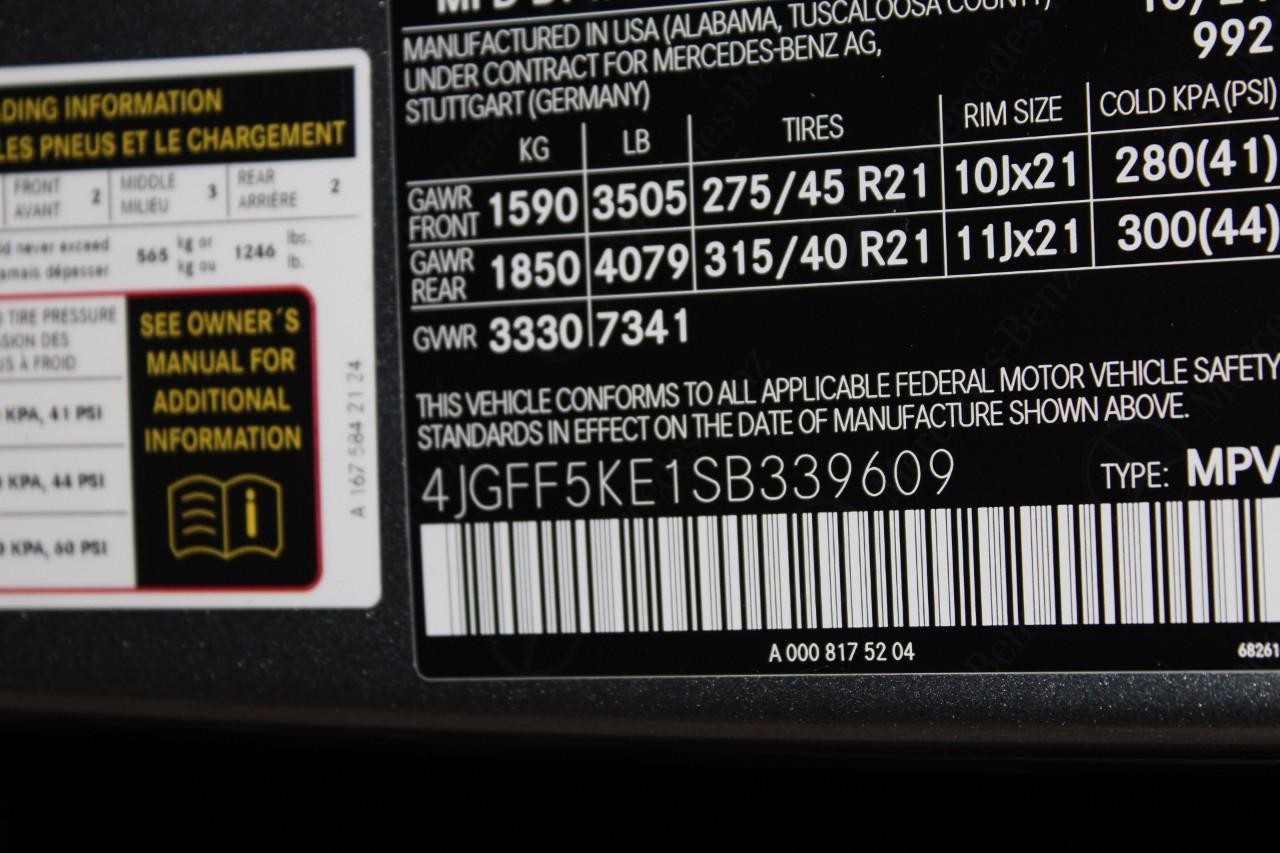 ADING INFORMATION
LES PNEUS ET LE CHARGEMENT
FRONT AVANT 2 MIDDLE MILIEU 3 REAR ARRIÈRE 2
never exceed 565 kg or 1246 lbs.
jamais dépasser kg ou lb.
TIRE PRESSURE
SION DES
S À FROID
KPA, 41 PSI
KPA, 44 PSI
KPA, 60 PSI
SEE OWNER´S
MANUAL FOR
ADDITIONAL
INFORMATION
A 167 584 21 24
MANUFACTURED IN USA (ALABAMA, TUSCALOOSA COUNTY)
UNDER CONTRACT FOR MERCEDES-BENZ AG,
STUTTGART (GERMANY)
992
KG LB TIRES RIM SIZE COLD KPA (PSI)
GAWR FRONT 1590 3505 275/45 R21 10Jx21 280(41)
GAWR REAR 1850 4079 315/40 R21 11Jx21 300(44)
GVWR 3330 7341
THIS VEHICLE CONFORMS TO ALL APPLICABLE FEDERAL MOTOR VEHICLE SAFETY
STANDARDS IN EFFECT ON THE DATE OF MANUFACTURE SHOWN ABOVE.
4JGFF5KE1SB339609 TYPE: MPV
A 000 817 52 04
68261